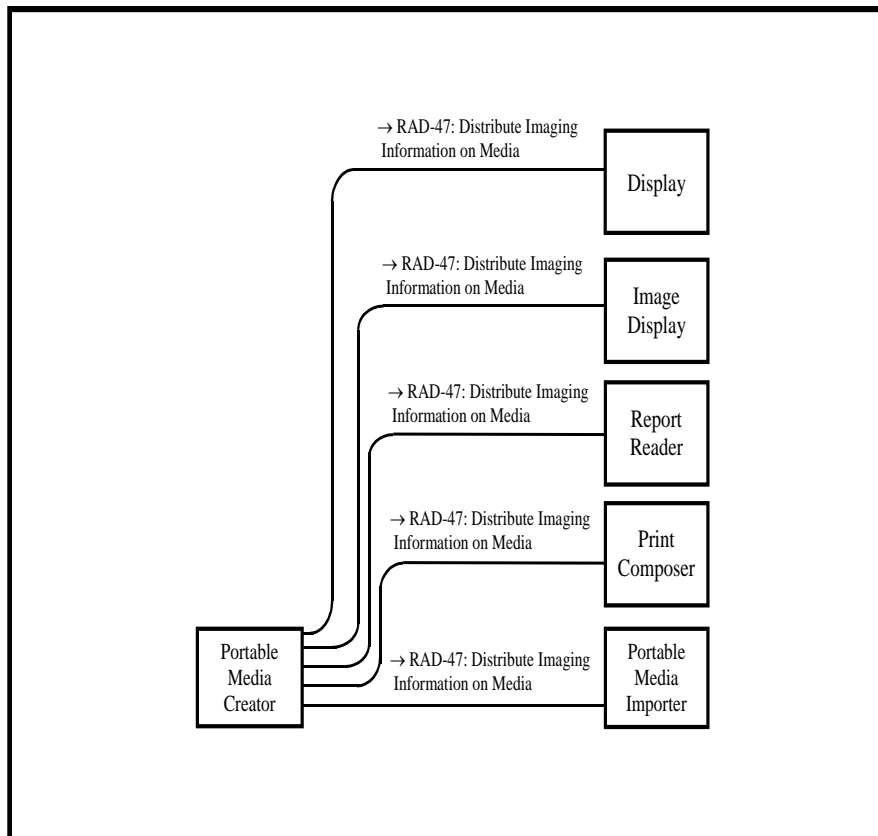 → RAD-47: Distribute Imaging
Information on Media
Display
→ RAD-47: Distribute Imaging
Information on Media
Image
Display
→ RAD-47: Distribute Imaging
Information on Media
Report
Reader
→ RAD-47: Distribute Imaging
Information on Media
Print
Composer
Portable
Media
Creator
→ RAD-47: Distribute Imaging
Information on Media
Portable
Media
Importer